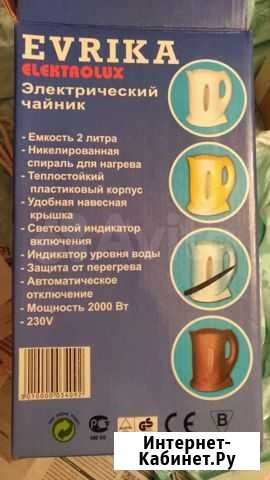 EVRIKA
ELEKTROLUX
Электрический
чайник
- Емкость 2 литра
- Никелированная
спираль для нагрева
- Теплостойкий
пластиковый корпус
- Удобная навесная
крышка
- Световой индикатор
включения
- Индикатор уровня воды
- Защита от перегрева
- Автоматическое
отключение
- Мощность 2000 Вт
- 230V
Avito
Интернет-
Кабинет.Ру